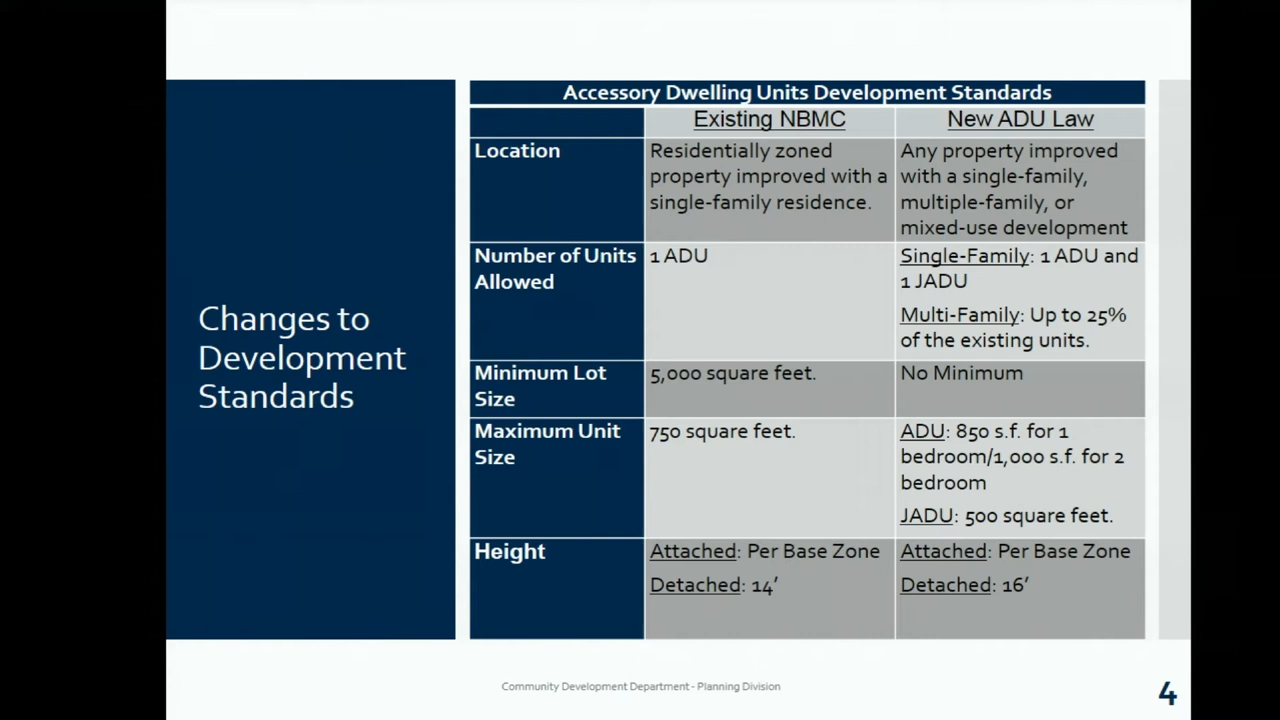 Changes to
Development
Standards
Accessory Dwelling Units Development Standards
Existing NBMC
New ADU Law
Location
Residentially zoned
property improved with a
single-family residence.
Any property improved
with a single-family,
multiple-family, or
mixed-use development
Number of Units
Allowed
1 ADU
Single-Family: 1 ADU and
1 JADU
Multi-Family: Up to 25%
of the existing units.
Minimum Lot
Size
5,000 square feet.
No Minimum
Maximum Unit
Size
750 square feet.
ADU: 850 s.f. for 1
bedroom/1,000 s.f. for 2
bedroom
JADU: 500 square feet.
Height
Attached: Per Base Zone
Detached: 14’
Attached: Per Base Zone
Detached: 16’
Community Development Department - Planning Division
4